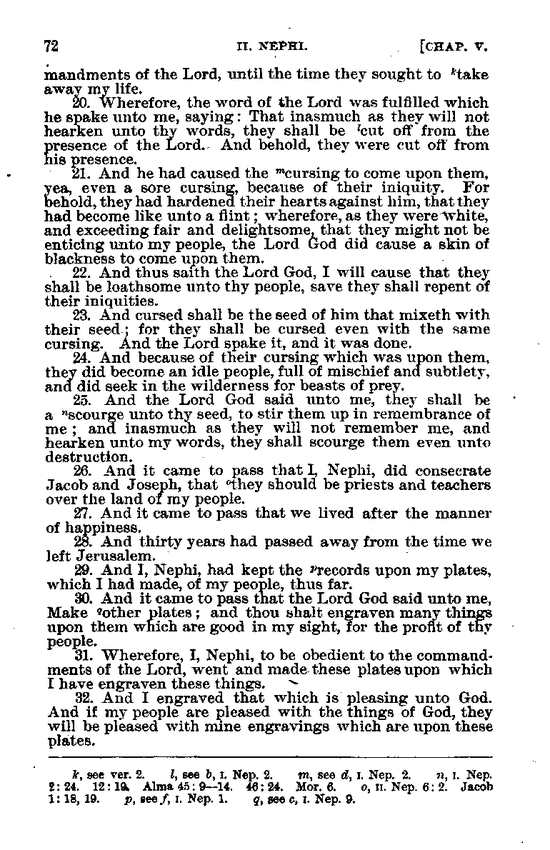 72 II. NEPHI. [CHAP. V.
mandments of the Lord, until the time they sought to ᵏtake
away my life.
20. Wherefore, the word of the Lord was fulfilled which
he spake unto me, saying: That inasmuch as they will not
hearken unto thy words, they shall be ˡcut off from the
presence of the Lord. And behold, they were cut off from
his presence.
21. And he had caused the ᵐcursing to come upon them,
yea, even a sore cursing, because of their iniquity. For
behold, they had hardened their hearts against him, that they
had become like unto a flint; wherefore, as they were white,
and exceeding fair and delightsome, that they might not be
enticing unto my people, the Lord God did cause a skin of
blackness to come upon them.
22. And thus saith the Lord God, I will cause that they
shall be loathsome unto thy people, save they shall repent of
their iniquities.
23. And cursed shall be the seed of him that mixeth with
their seed; for they shall be cursed even with the same
cursing. And the Lord spake it, and it was done.
24. And because of their cursing which was upon them,
they did become an idle people, full of mischief and subtlety,
and did seek in the wilderness for beasts of prey.
25. And the Lord God said unto me, they shall be
a ⁿscourge unto thy seed, to stir them up in remembrance of
me; and inasmuch as they will not remember me, and
hearken unto my words, they shall scourge them even unto
destruction.
26. And it came to pass that I, Nephi, did consecrate
Jacob and Joseph, that ᵒthey should be priests and teachers
over the land of my people.
27. And it came to pass that we lived after the manner
of happiness.
28. And thirty years had passed away from the time we
left Jerusalem.
29. And I, Nephi, had kept the ᵖrecords upon my plates,
which I had made, of my people, thus far.
30. And it came to pass that the Lord God said unto me,
Make ᑫother plates; and thou shalt engraven many things
upon them which are good in my sight, for the profit of thy
people.
31. Wherefore, I, Nephi, to be obedient to the command-
ments of the Lord, went and made these plates upon which
I have engraven these things.
32. And I engraved that which is pleasing unto God.
And if my people are pleased with the things of God, they
will be pleased with mine engravings which are upon these
plates.
k, see ver. 2. l, see b, I. Nep. 2. m, see d, I. Nep. 2. n, I. Nep.
2: 24. 12: 19. Alma 45: 9—14. 46: 24. Mor. 6. o, II. Nep. 6: 2. Jacob
1: 18, 19. p, see f, I. Nep. 1. q, see c, I. Nep. 9.